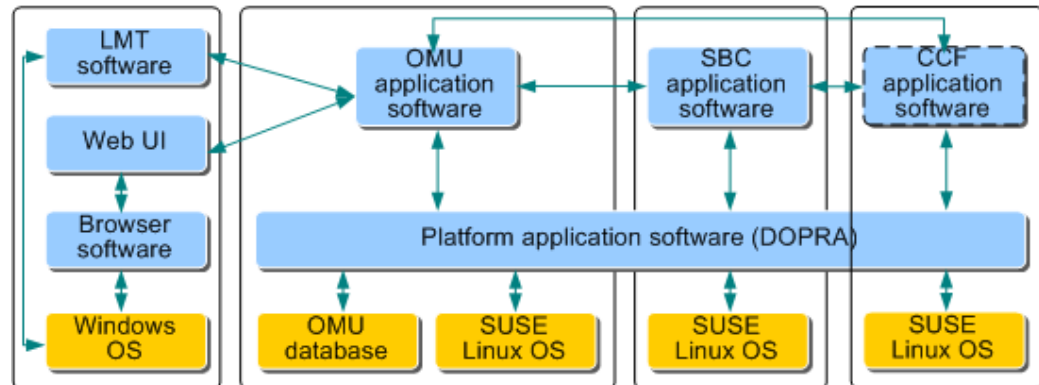 LMT
software
Web UI
Browser
software
Windows
OS
OMU
application
software
SBC
application
software
CCF
application
software
Platform application software (DOPRA)
OMU
database
SUSE
Linux OS
SUSE
Linux OS
SUSE
Linux OS